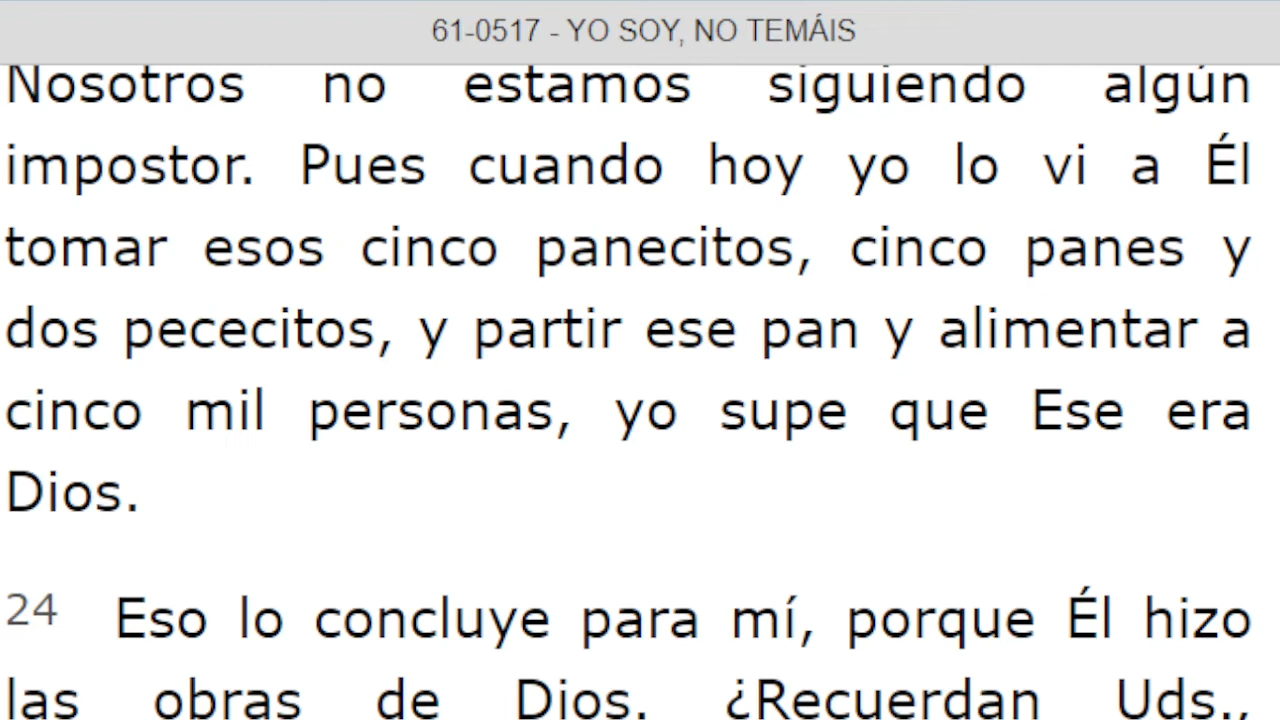 61-0517 - YO SOY, NO TEMÁIS
Nosotros no estamos siguiendo algún
impostor. Pues cuando hoy yo lo vi a Él
tomar esos cinco panecitos, cinco panes y
dos pececitos, y partir ese pan y alimentar a
cinco mil personas, yo supe que Ese era
Dios.
24 Eso lo concluye para mí, porque Él hizo
las obras de Dios. ¿Recuerdan Uds.,